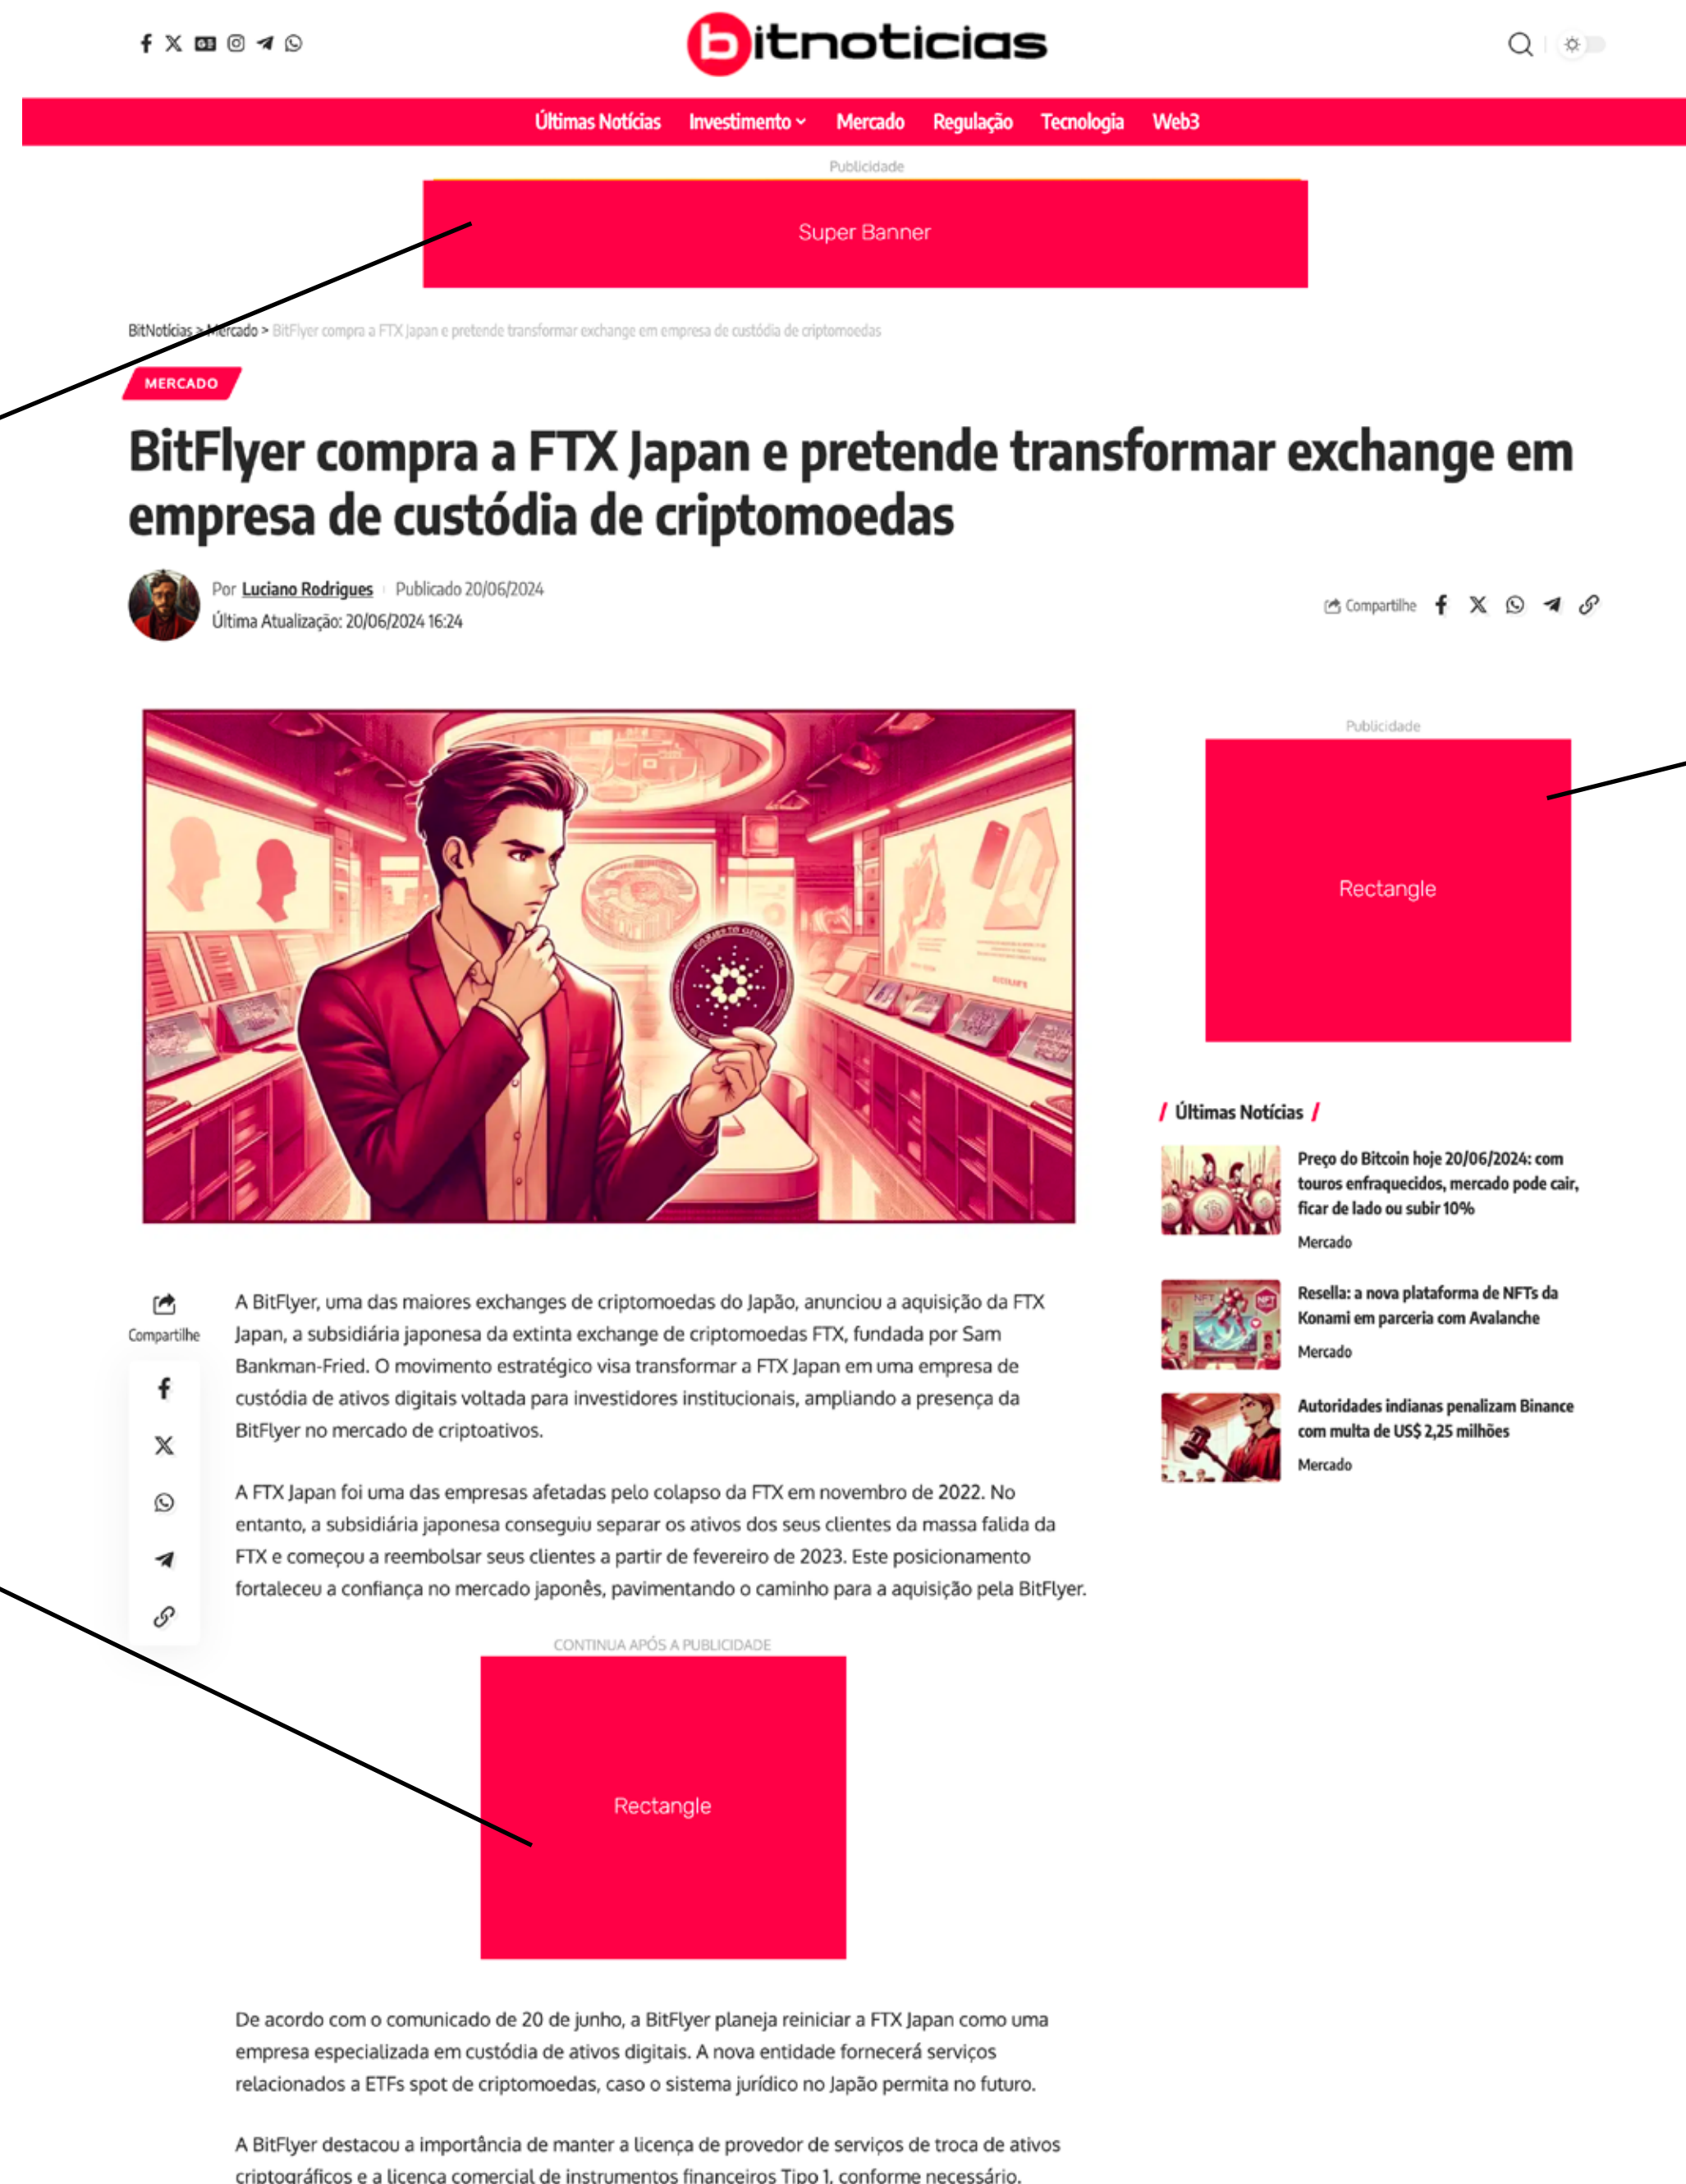 bitnoticias
Últimas Notícias Investimento Mercado Regulação Tecnologia Web3
Publicidade
Super Banner
BitNotícias > Mercado > BitFlyer compra a FTX Japan e pretende transformar exchange em empresa de custódia de criptomoedas
MERCADO
BitFlyer compra a FTX Japan e pretende transformar exchange em
empresa de custódia de criptomoedas
Por Luciano Rodrigues Publicado 20/06/2024
Última Atualização: 20/06/2024 16:24
Compartilhe
Publicidade
Rectangle
Últimas Notícias
Preço do Bitcoin hoje 20/06/2024: com
touros enfraquecidos, mercado pode cair,
ficar de lado ou subir 10%
Mercado
Resella: a nova plataforma de NFTs da
Konami em parceria com Avalanche
Mercado
Autoridades indianas penalizam Binance
com multa de US$ 2,25 milhões
Mercado
Compartilhe
A BitFlyer, uma das maiores exchanges de criptomoedas do Japão, anunciou a aquisição da FTX
Japan, a subsidiária japonesa da extinta exchange de criptomoedas FTX, fundada por Sam
Bankman-Fried. O movimento estratégico visa transformar a FTX Japan em uma empresa de
custódia de ativos digitais voltada para investidores institucionais, ampliando a presença da
BitFlyer no mercado de criptoativos.
A FTX Japan foi uma das empresas afetadas pelo colapso da FTX em novembro de 2022. No
entanto, a subsidiária japonesa conseguiu separar os ativos dos seus clientes da massa falida da
FTX e começou a reembolsar seus clientes a partir de fevereiro de 2023. Este posicionamento
fortaleceu a confiança no mercado japonês, pavimentando o caminho para a aquisição pela BitFlyer.
CONTINUA APÓS A PUBLICIDADE
Rectangle
De acordo com o comunicado de 20 de junho, a BitFlyer planeja reiniciar a FTX Japan como uma
empresa especializada em custódia de ativos digitais. A nova entidade fornecerá serviços
relacionados a ETFs spot de criptomoedas, caso o sistema jurídico no Japão permita no futuro.
A BitFlyer destacou a importância de manter a licença de provedor de serviços de troca de ativos
criptográficos e a licença comercial de instrumentos financeiros Tipo 1, conforme necessário.